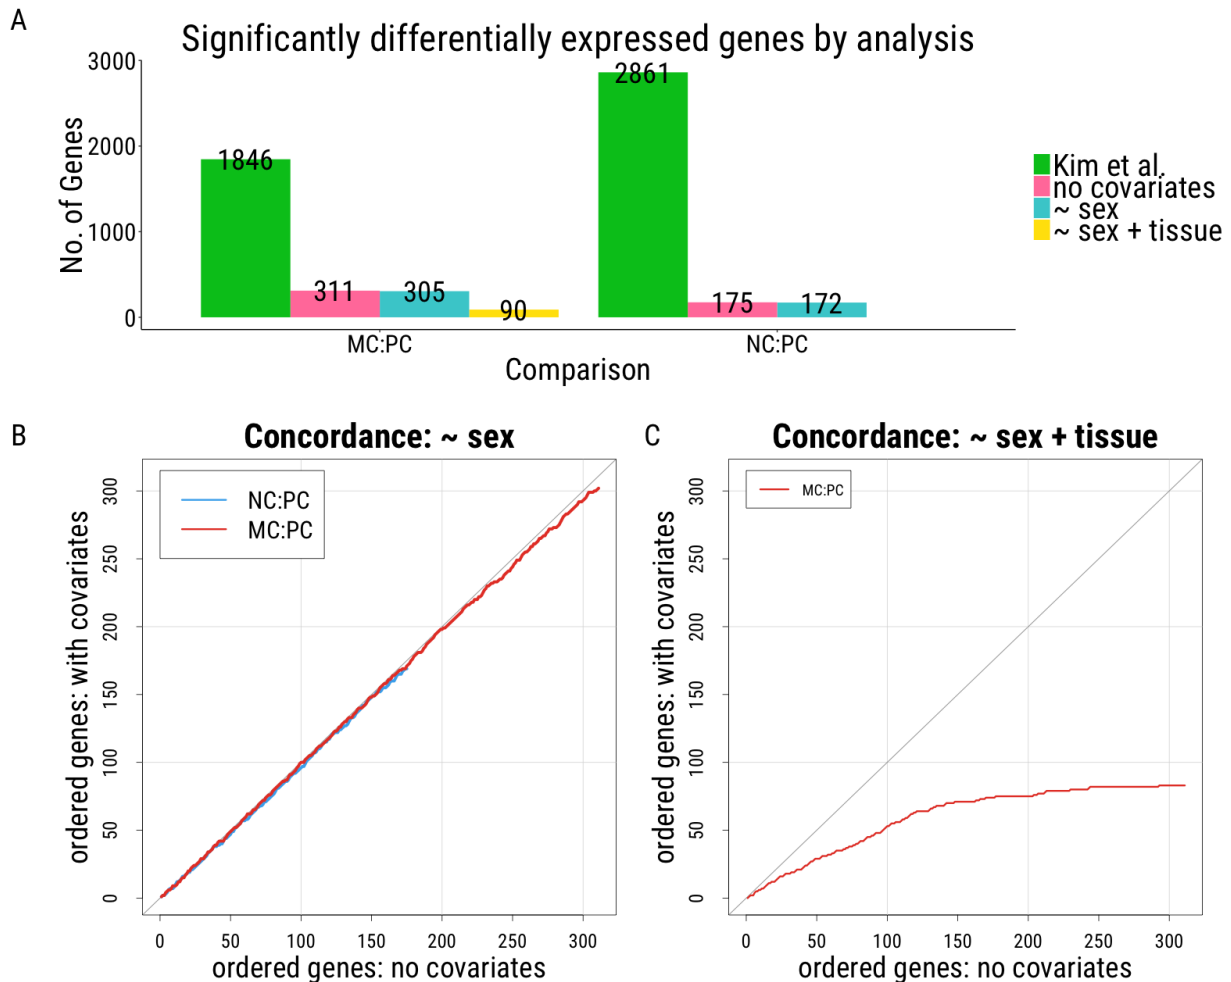 A
Significantly differentially expressed genes by analysis
No. of Genes
3000
2000
1000
0
1846
311
305
90
2861
175
172
MC:PC
NC:PC
Comparison
Kim et al.
no covariates
~ sex
~ sex + tissue
B
Concordance: ~ sex
ordered genes: with covariates
300
250
200
150
100
50
0
NC:PC
MC:PC
0 50 100 150 200 250 300
ordered genes: no covariates
C
Concordance: ~ sex + tissue
ordered genes: with covariates
300
250
200
150
100
50
0
MC:PC
0 50 100 150 200 250 300
ordered genes: no covariates